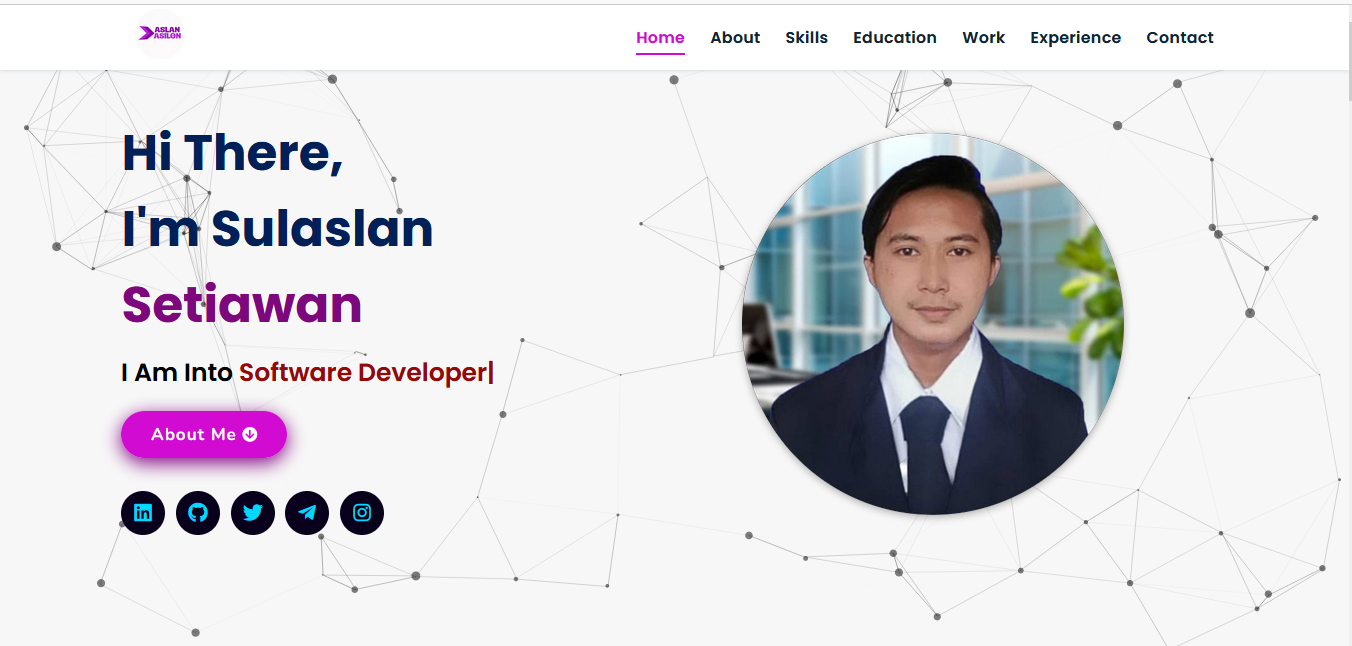 ASLAN
ASILON
Home About Skills Education Work Experience Contact
Hi There,
I'm Sulaslan
Setiawan
I Am Into Software Developer|
About Me
in